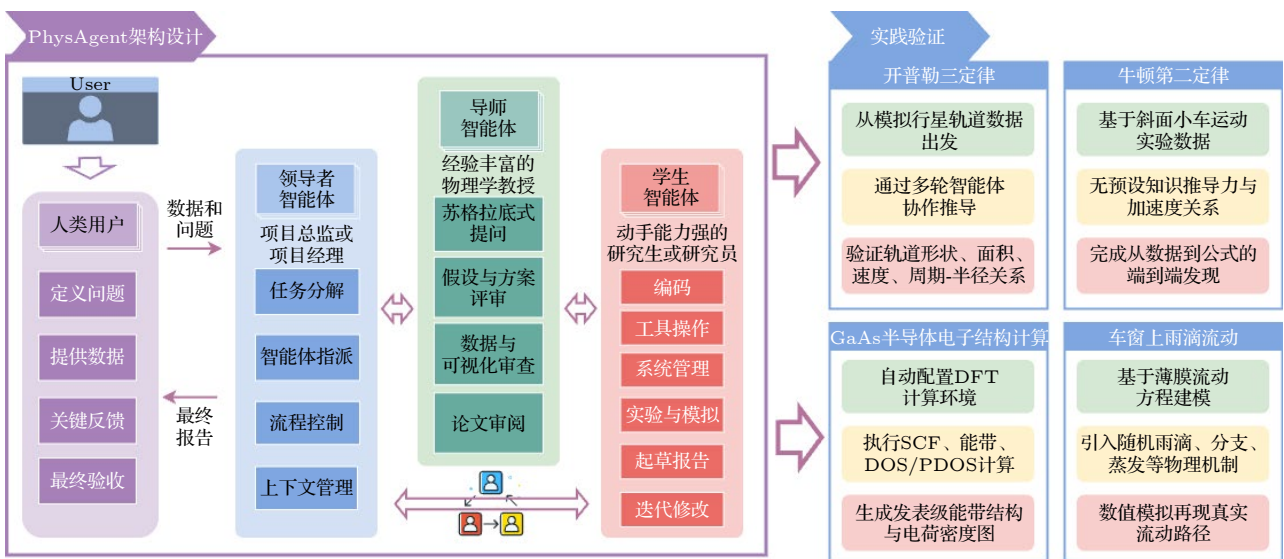 PhysAgent架构设计
User
人类用户
定义问题
提供数据
关键反馈
最终验收
数据和
问题
最终
报告
领导者
智能体
项目总监或
项目经理
任务分解
智能体指派
流程控制
上下文管理
导师
智能体
经验丰富的
物理学教授
苏格拉底式
提问
假设与方案
评审
数据与
可视化审查
论文审阅
学生
智能体
动手能力强的
研究生或研究员
编码
工具操作
系统管理
实验与模拟
起草报告
迭代修改
实践验证
开普勒三定律
从模拟行星轨道数据
出发
通过多轮智能体
协作推导
验证轨道形状、面积、
速度、周期-半径关系
牛顿第二定律
基于斜面小车运动
实验数据
无预设知识推导力与
加速度关系
完成从数据到公式的
端到端发现
GaAs半导体电子结构计算
自动配置DFT
计算环境
执行SCF、能带、
DOS/PDOS计算
生成发表级能带结构
与电荷密度图
车窗上雨滴流动
基于薄膜流动
方程建模
引入随机雨滴、分支、
蒸发等物理机制
数值模拟再现真实
流动路径